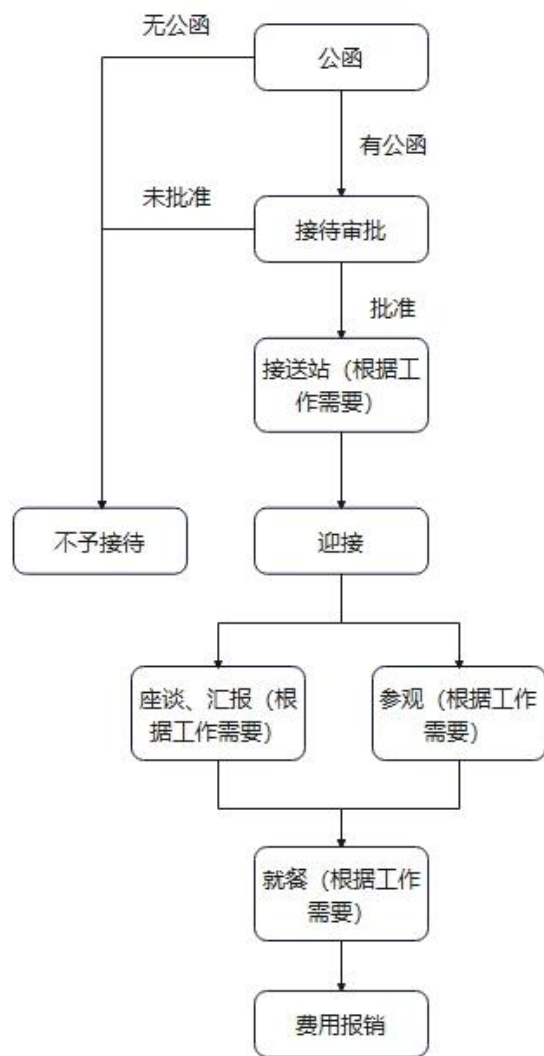 无公函
公函
有公函
未批准
接待审批
批准
接送站（根据工
作需要）
不予接待
迎接
座谈、汇报（根
据工作需要）
参观（根据工作
需要）
就餐（根据工作
需要）
费用报销